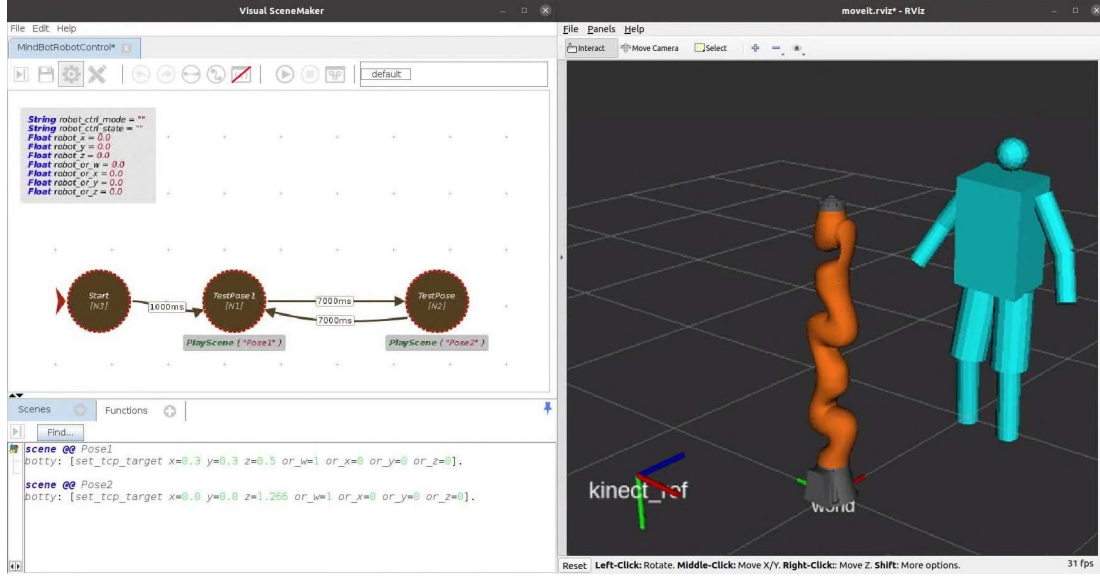 Visual SceneMaker
File Edit Help
MindBotRobotControl*
default
String robot_ctrl_mode = ""
String robot_ctrl_state = ""
Float robot_x = 0.0
Float robot_y = 0.0
Float robot_z = 0.0
Float robot_or_w = 0.0
Float robot_or_x = 0.0
Float robot_or_y = 0.0
Float robot_or_z = 0.0
Start
[N3]
1000ms
TestPose1
[N1]
7000ms
7000ms
TestPose
[N2]
PlayScene ( "Pose1" )
PlayScene ( "Pose2" )
Scenes
Functions
Find...
scene @@ Pose1
botty: [set_tcp_target x=0.3 y=0.3 z=0.5 or_w=1 or_x=0 or_y=0 or_z=0].
scene @@ Pose2
botty: [set_tcp_target x=0.0 y=0.0 z=1.266 or_w=1 or_x=0 or_y=0 or_z=0].
moveit.rviz* - RViz
File Panels Help
Interact Move Camera Select
kinect_ref
world
Reset Left-Click: Rotate. Middle-Click: Move X/Y. Right-Click:: Move Z. Shift: More options. 31 fps